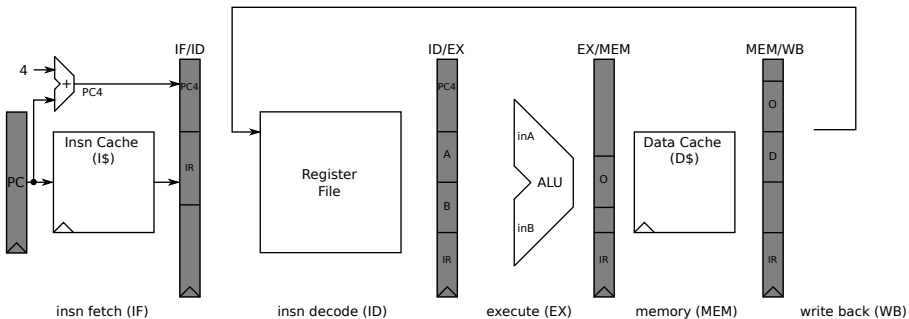 IF/ID
ID/EX
EX/MEM
MEM/WB
4
+
PC4
PC4
PC4
O
Insn Cache
(I$)
inA
Data Cache
(D$)
A
D
IR
PC
Register
File
ALU
O
B
inB
IR
IR
IR
insn fetch (IF)
insn decode (ID)
execute (EX)
memory (MEM)
write back (WB)